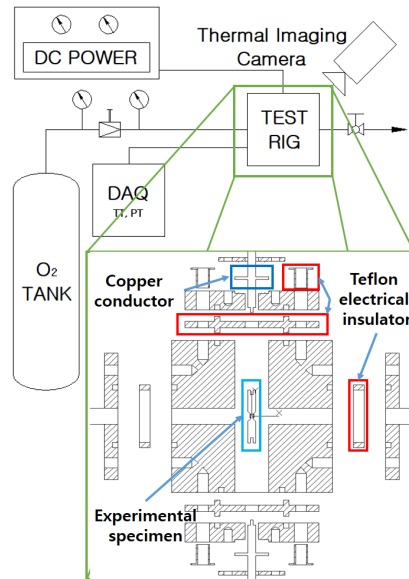 DC POWER
Thermal Imaging
Camera
TEST
RIG
DAQ
TT, PT
O₂
TANK
Copper
conductor
Teflon
electrical
insulator
Experimental
specimen